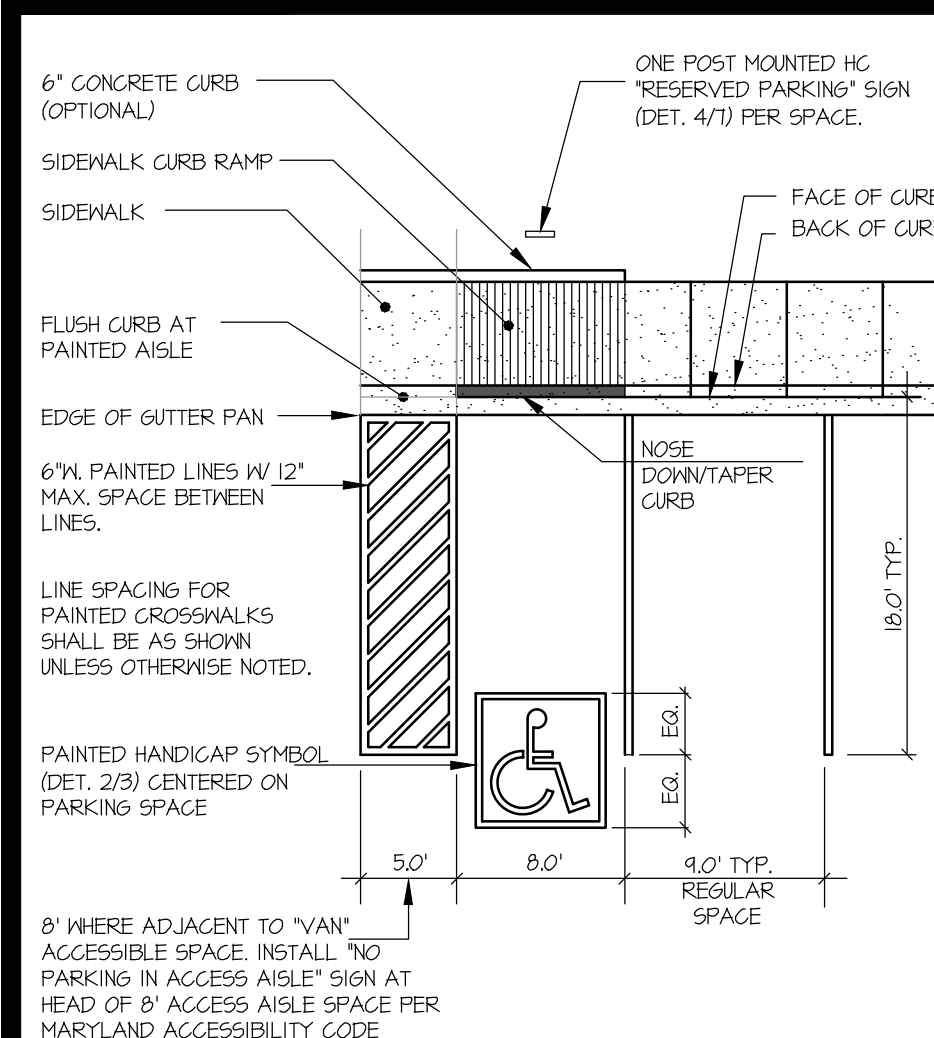 6" CONCRETE CURB
(OPTIONAL)
ONE POST MOUNTED HC
"RESERVED PARKING" SIGN
(DET. 4/7) PER SPACE.
SIDEWALK CURB RAMP
SIDEWALK
FACE OF CURB
BACK OF CURB
FLUSH CURB AT
PAINTED AISLE
EDGE OF GUTTER PAN
6"W. PAINTED LINES W/ 12"
MAX. SPACE BETWEEN
LINES.
NOSE
DOWN/TAPER
CURB
18.0' TYP.
LINE SPACING FOR
PAINTED CROSSWALKS
SHALL BE AS SHOWN
UNLESS OTHERWISE NOTED.
EQ.
EQ.
PAINTED HANDICAP SYMBOL
(DET. 2/3) CENTERED ON
PARKING SPACE
5.0'
8.0'
9.0' TYP.
REGULAR
SPACE
8' WHERE ADJACENT TO "VAN"
ACCESSIBLE SPACE. INSTALL "NO
PARKING IN ACCESS AISLE" SIGN AT
HEAD OF 8' ACCESS AISLE SPACE PER
MARYLAND ACCESSIBILITY CODE